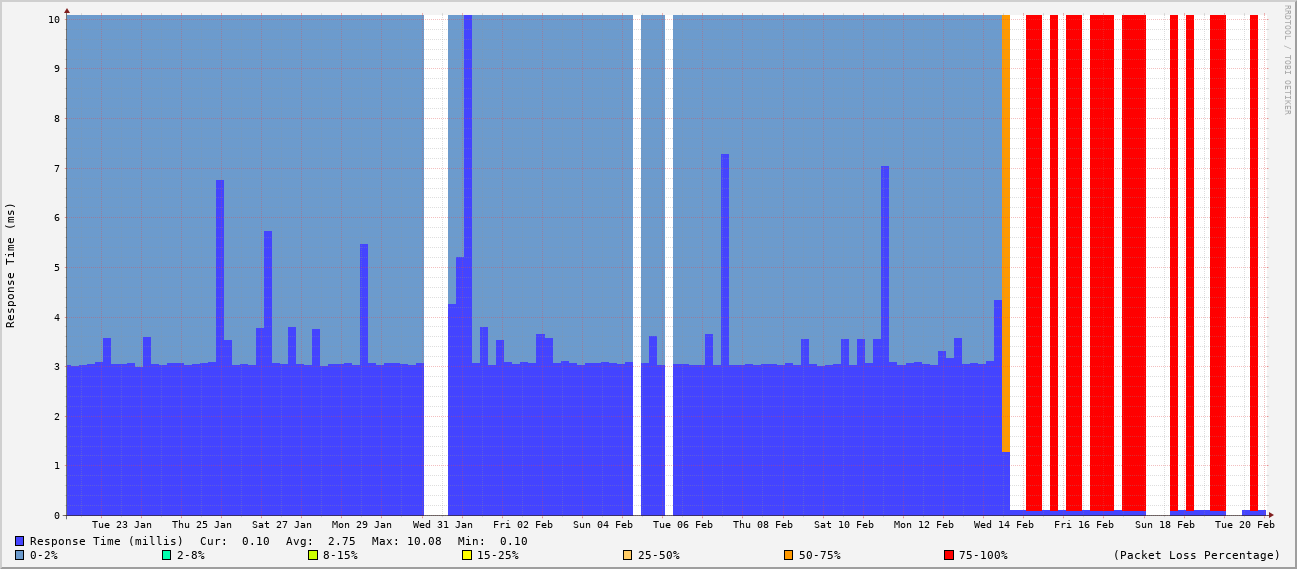 RRDTOOL / TOBI OETIKER
Response Time (ms)
10
9
8
7
6
5
4
3
2
1
0
Tue 23 Jan Thu 25 Jan Sat 27 Jan Mon 29 Jan Wed 31 Jan Fri 02 Feb Sun 04 Feb Tue 06 Feb Thu 08 Feb Sat 10 Feb Mon 12 Feb Wed 14 Feb Fri 16 Feb Sun 18 Feb Tue 20 Feb
Response Time (millis) Cur: 0.10 Avg: 2.75 Max: 10.08 Min: 0.10
0-2% 2-8% 8-15% 15-25% 25-50% 50-75% 75-100% (Packet Loss Percentage)